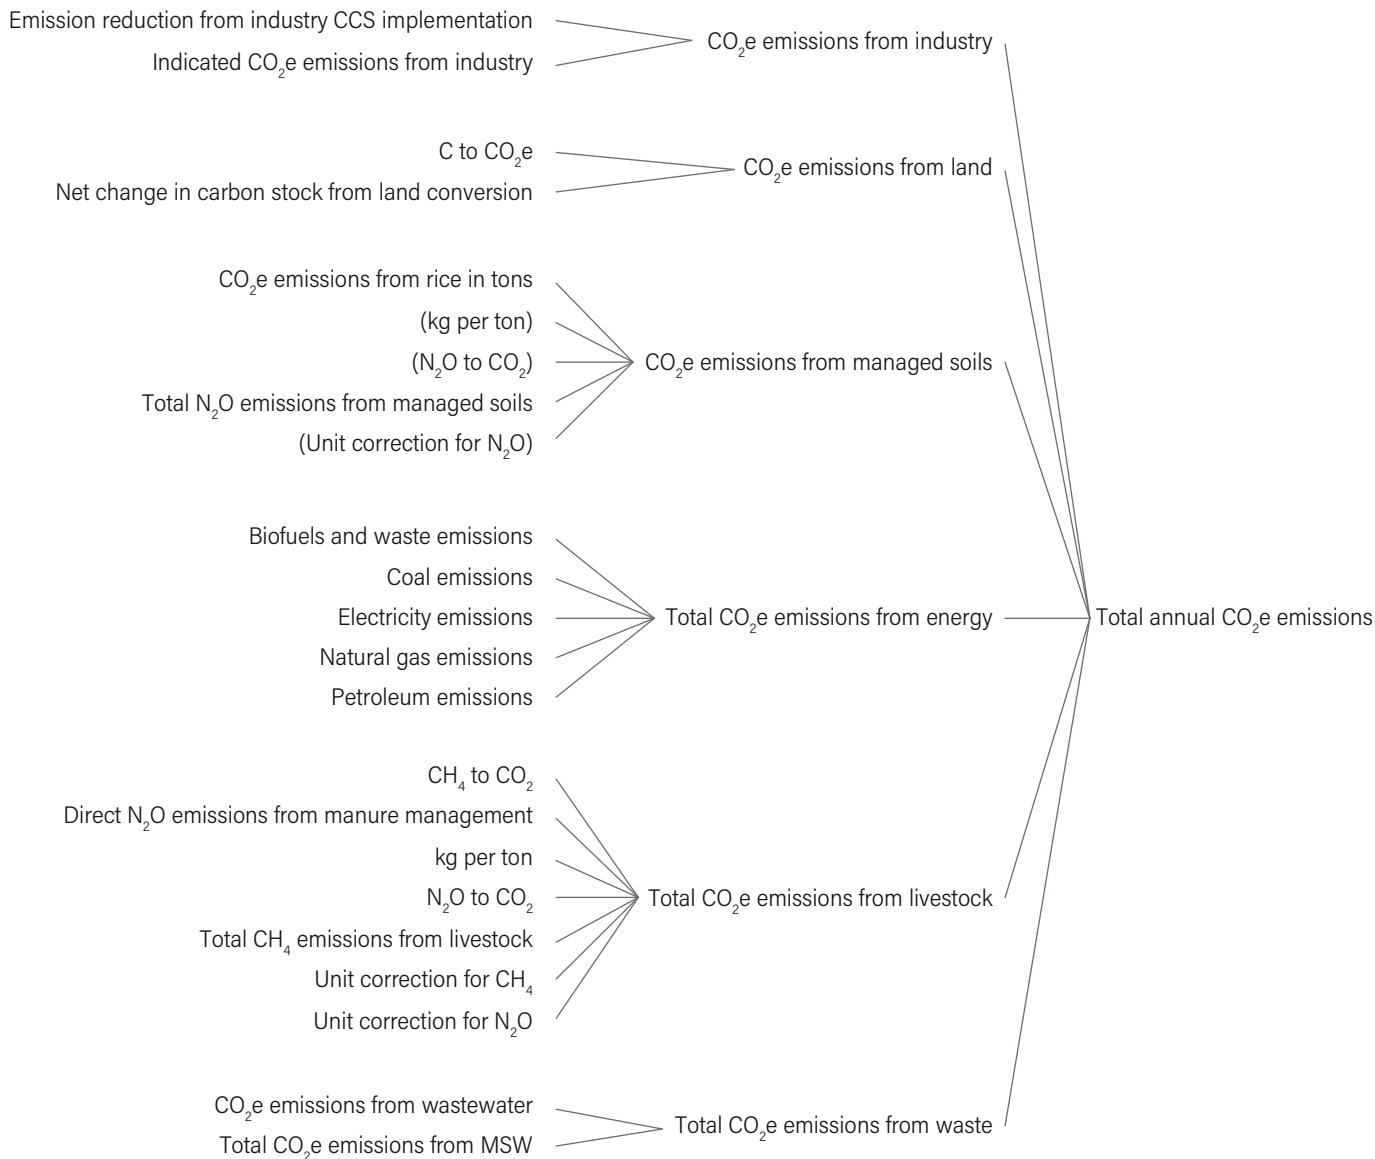 Emission reduction from industry CCS implementation
Indicated CO₂e emissions from industry
CO₂e emissions from industry
C to CO₂e
Net change in carbon stock from land conversion
CO₂e emissions from land
CO₂e emissions from rice in tons
(kg per ton)
(N₂O to CO₂)
Total N₂O emissions from managed soils
(Unit correction for N₂O)
CO₂e emissions from managed soils
Biofuels and waste emissions
Coal emissions
Electricity emissions
Natural gas emissions
Petroleum emissions
Total CO₂e emissions from energy
Total annual CO₂e emissions
CH₄ to CO₂
Direct N₂O emissions from manure management
kg per ton
N₂O to CO₂
Total CH₄ emissions from livestock
Unit correction for CH₄
Unit correction for N₂O
Total CO₂e emissions from livestock
CO₂e emissions from wastewater
Total CO₂e emissions from MSW
Total CO₂e emissions from waste